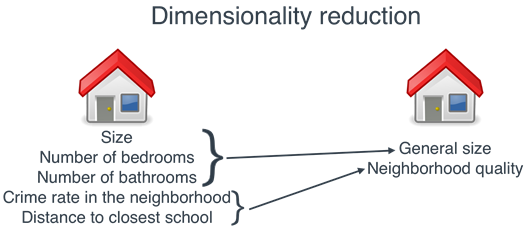 Dimensionality reduction
Size
Number of bedrooms
Number of bathrooms
Crime rate in the neighborhood
Distance to closest school
General size
Neighborhood quality